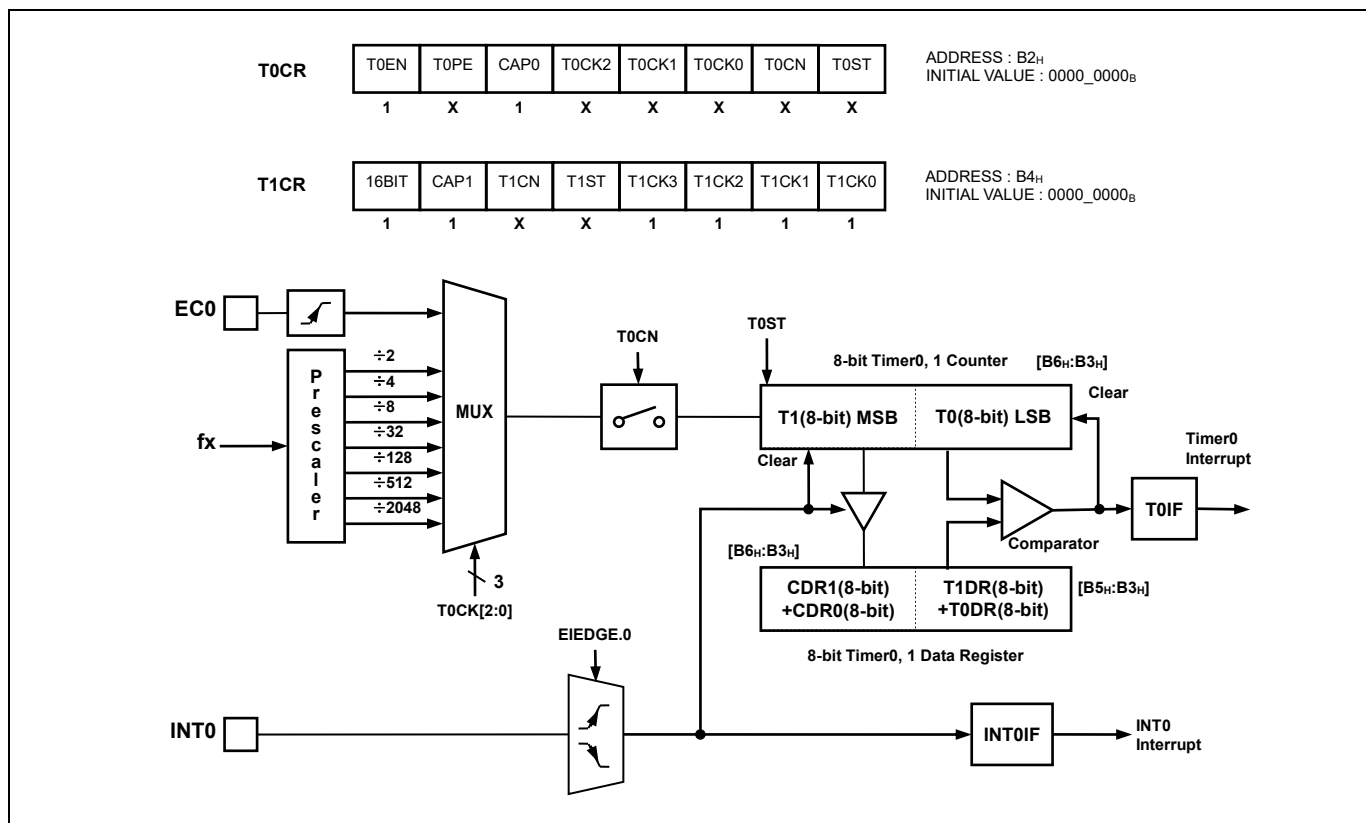 T0CR
T0EN T0PE CAP0 T0CK2 T0CK1 T0CK0 T0CN T0ST
1 X 1 X X X X X
ADDRESS : B2H
INITIAL VALUE : 0000_0000B
T1CR
16BIT CAP1 T1CN T1ST T1CK3 T1CK2 T1CK1 T1CK0
1 1 X X 1 1 1 1
ADDRESS : B4H
INITIAL VALUE : 0000_0000B
EC0
fx
Prescaler
÷2
÷4
÷8
÷32
÷128
÷512
÷2048
MUX
3
T0CK[2:0]
T0CN
T0ST
8-bit Timer0, 1 Counter [B6H:B3H]
T1(8-bit) MSB T0(8-bit) LSB
Clear
Clear
Comparator
T0IF
Timer0
Interrupt
[B6H:B3H]
CDR1(8-bit)
+CDR0(8-bit)
T1DR(8-bit)
+T0DR(8-bit)
[B5H:B3H]
8-bit Timer0, 1 Data Register
EIEDGE.0
INT0
INT0IF
INT0
Interrupt